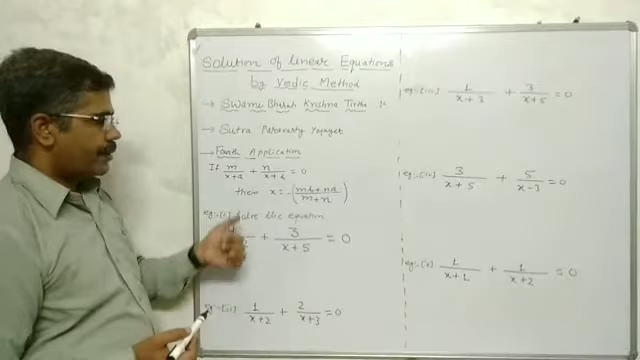 Solution of linear Equations
by Vedic Method
→ Swami Bharati Krishna Tirtha Ji
→ Sutra Paravarty Yojayet
→ Fourth Application
If m/(x+a) + n/(x+b) = 0
then x = -((mb+na)/(m+n))
eg:-(i) Solve the equation
+ 3/(x+5) = 0
eg:-(ii) 1/(x+2) + 2/(x+3) = 0
eg:-(iii) 1/(x+3) + 3/(x+5) = 0
eg:-(iv) 3/(x+5) + 5/(x-3) = 0
eg:-(v) 1/(x+1) + 1/(x+2) = 0